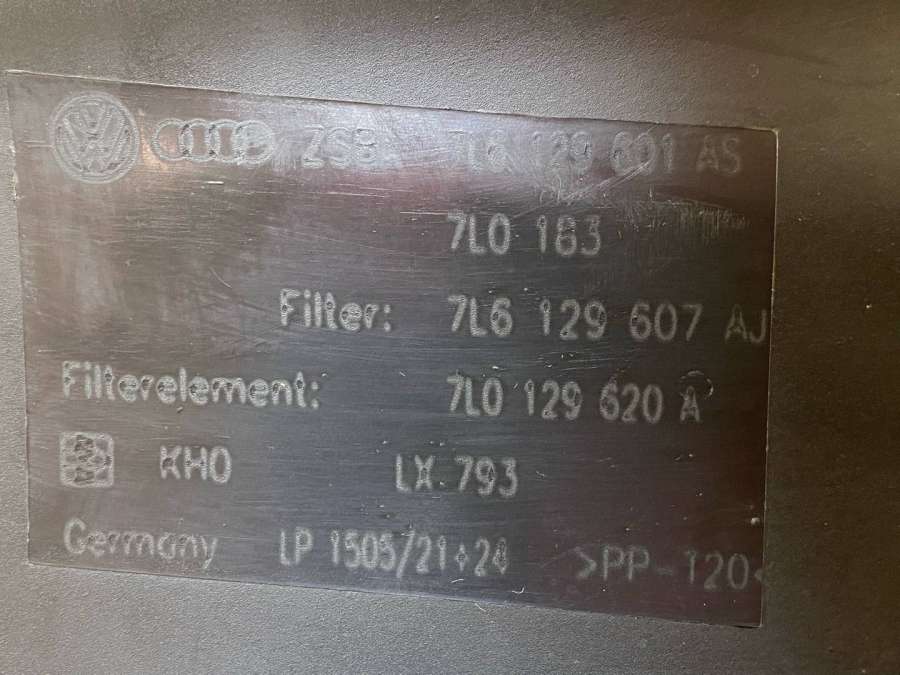 ZSB. 7L6 129 601 AS
7L0 183
Filter: 7L6 129 607 AJ
Filterelement: 7L0 129 620 A
KHO LX 793
Germany LP 1505/21+24 >PP-120<